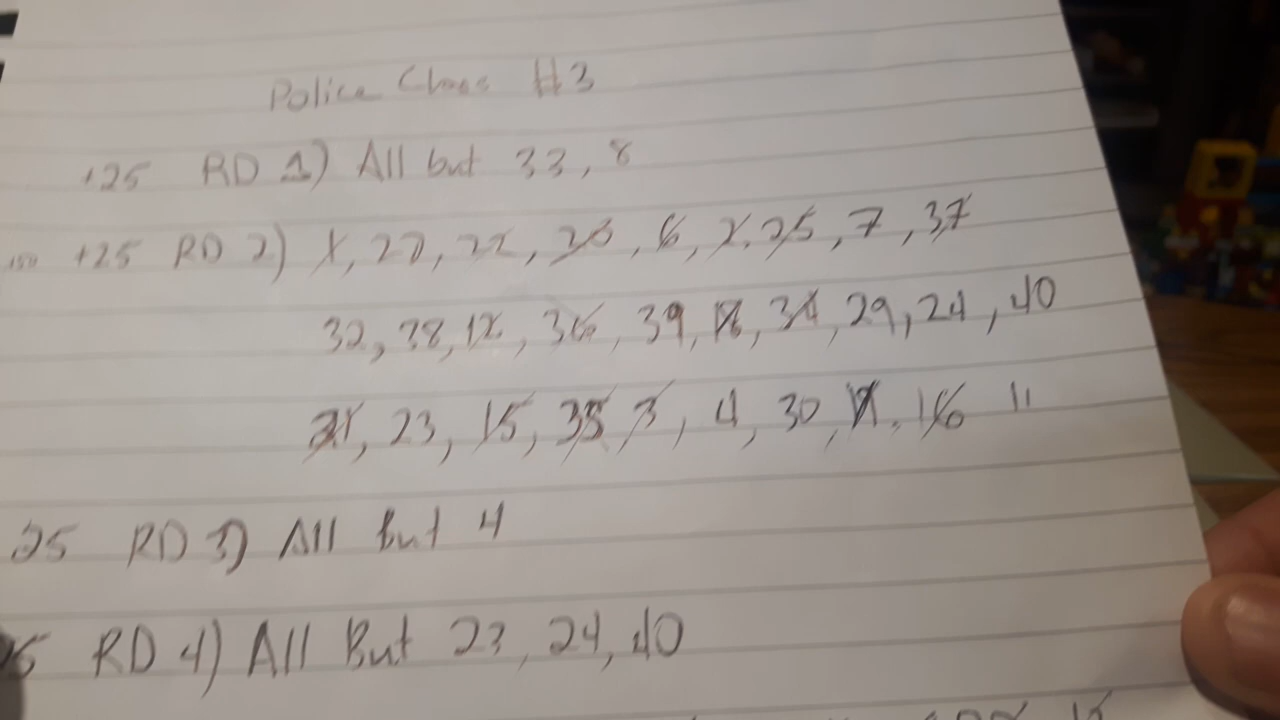 Police Class #3
+25 RD 1) All but 33, 8
+25 RD 2) 1, 27, 22, 20, 6, 2, 25, 7, 37
32, 38, 12, 36, 39, 18, 34, 29, 24, 40
21, 23, 15, 35, 3, 4, 30, 17, 16 11
25 RD 3) All But 4
RD 4) All But 23, 24, 40